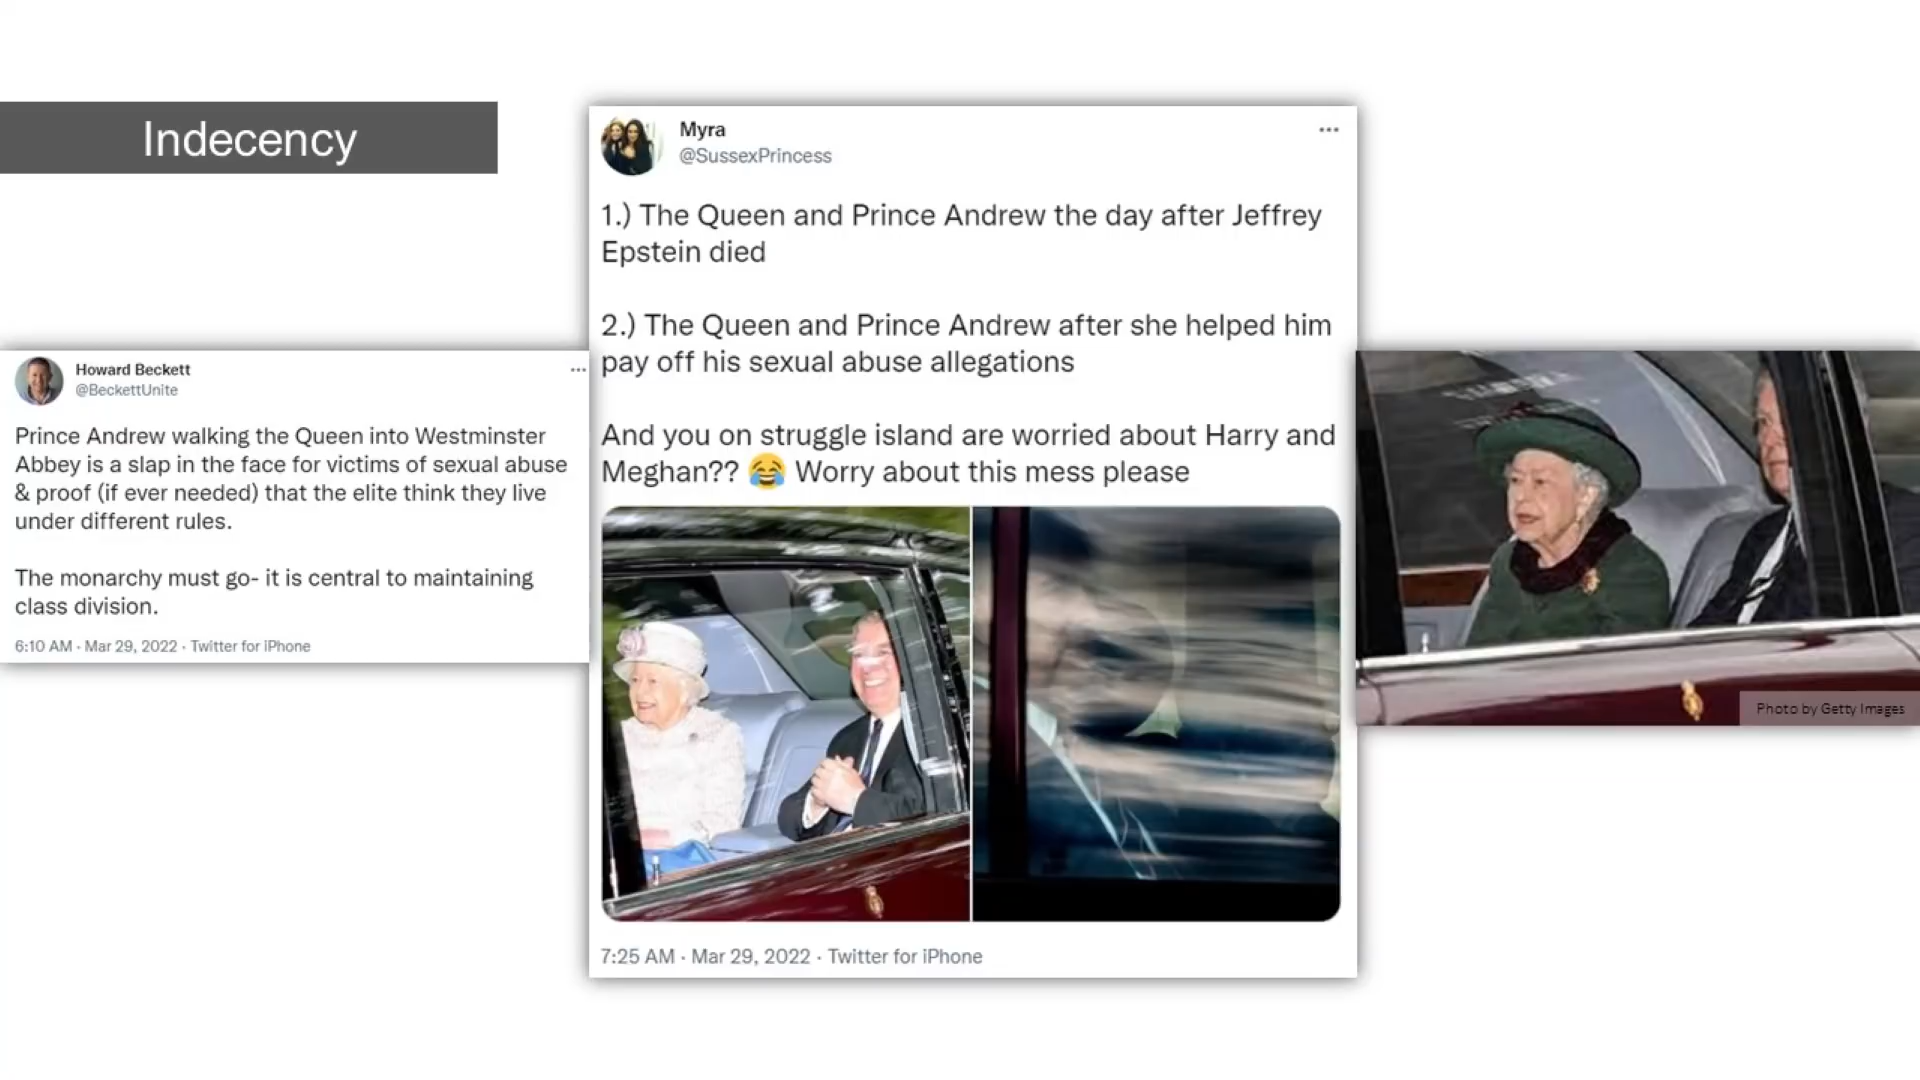 Indecency
Howard Beckett
@BeckettUnite
Prince Andrew walking the Queen into Westminster
Abbey is a slap in the face for victims of sexual abuse
& proof (if ever needed) that the elite think they live
under different rules.
The monarchy must go- it is central to maintaining
class division.
6:10 AM · Mar 29, 2022 · Twitter for iPhone
Myra
@SussexPrincess
1.) The Queen and Prince Andrew the day after Jeffrey
Epstein died
2.) The Queen and Prince Andrew after she helped him
pay off his sexual abuse allegations
And you on struggle island are worried about Harry and
Meghan?? 😂 Worry about this mess please
7:25 AM · Mar 29, 2022 · Twitter for iPhone
Photo by Getty Images